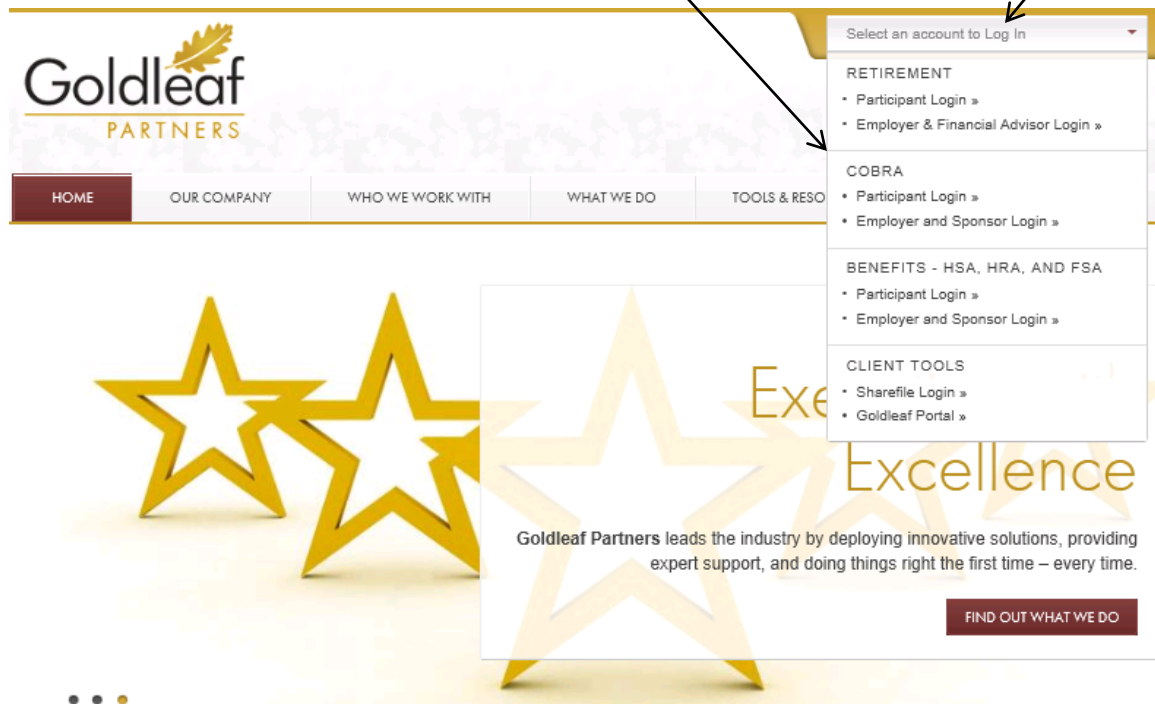 Select an account to Log In
Goldleaf
PARTNERS
RETIREMENT
• Participant Login »
• Employer & Financial Advisor Login »
COBRA
• Participant Login »
• Employer and Sponsor Login »
BENEFITS - HSA, HRA, AND FSA
• Participant Login »
• Employer and Sponsor Login »
CLIENT TOOLS
• Sharefile Login »
• Goldleaf Portal »
HOME OUR COMPANY WHO WE WORK WITH WHAT WE DO TOOLS &
Excellence
Goldleaf Partners leads the industry by deploying innovative solutions, providing
expert support, and doing things right the first time – every time.
FIND OUT WHAT WE DO